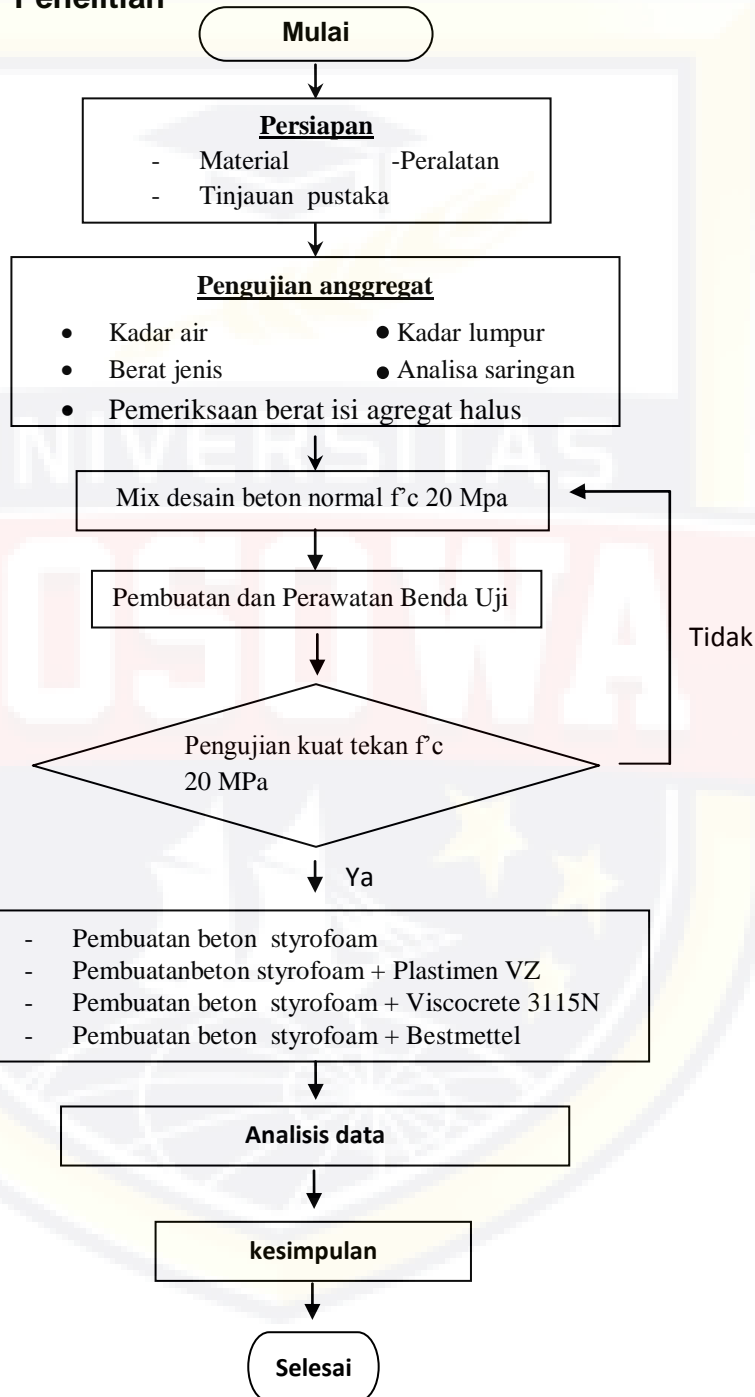 Penelitian
Mulai
Persiapan
- Material -Peralatan
- Tinjauan pustaka
Pengujian anggregat
• Kadar air ● Kadar lumpur
• Berat jenis ● Analisa saringan
• Pemeriksaan berat isi agregat halus
NIVERSITAS
Mix desain beton normal f’c 20 Mpa
OSOWA
Pembuatan dan Perawatan Benda Uji
Tidak
Pengujian kuat tekan f’c
20 MPa
Ya
- Pembuatan beton styrofoam
- Pembuatanbeton styrofoam + Plastimen VZ
- Pembuatan beton styrofoam + Viscocrete 3115N
- Pembuatan beton styrofoam + Bestmettel
Analisis data
kesimpulan
Selesai